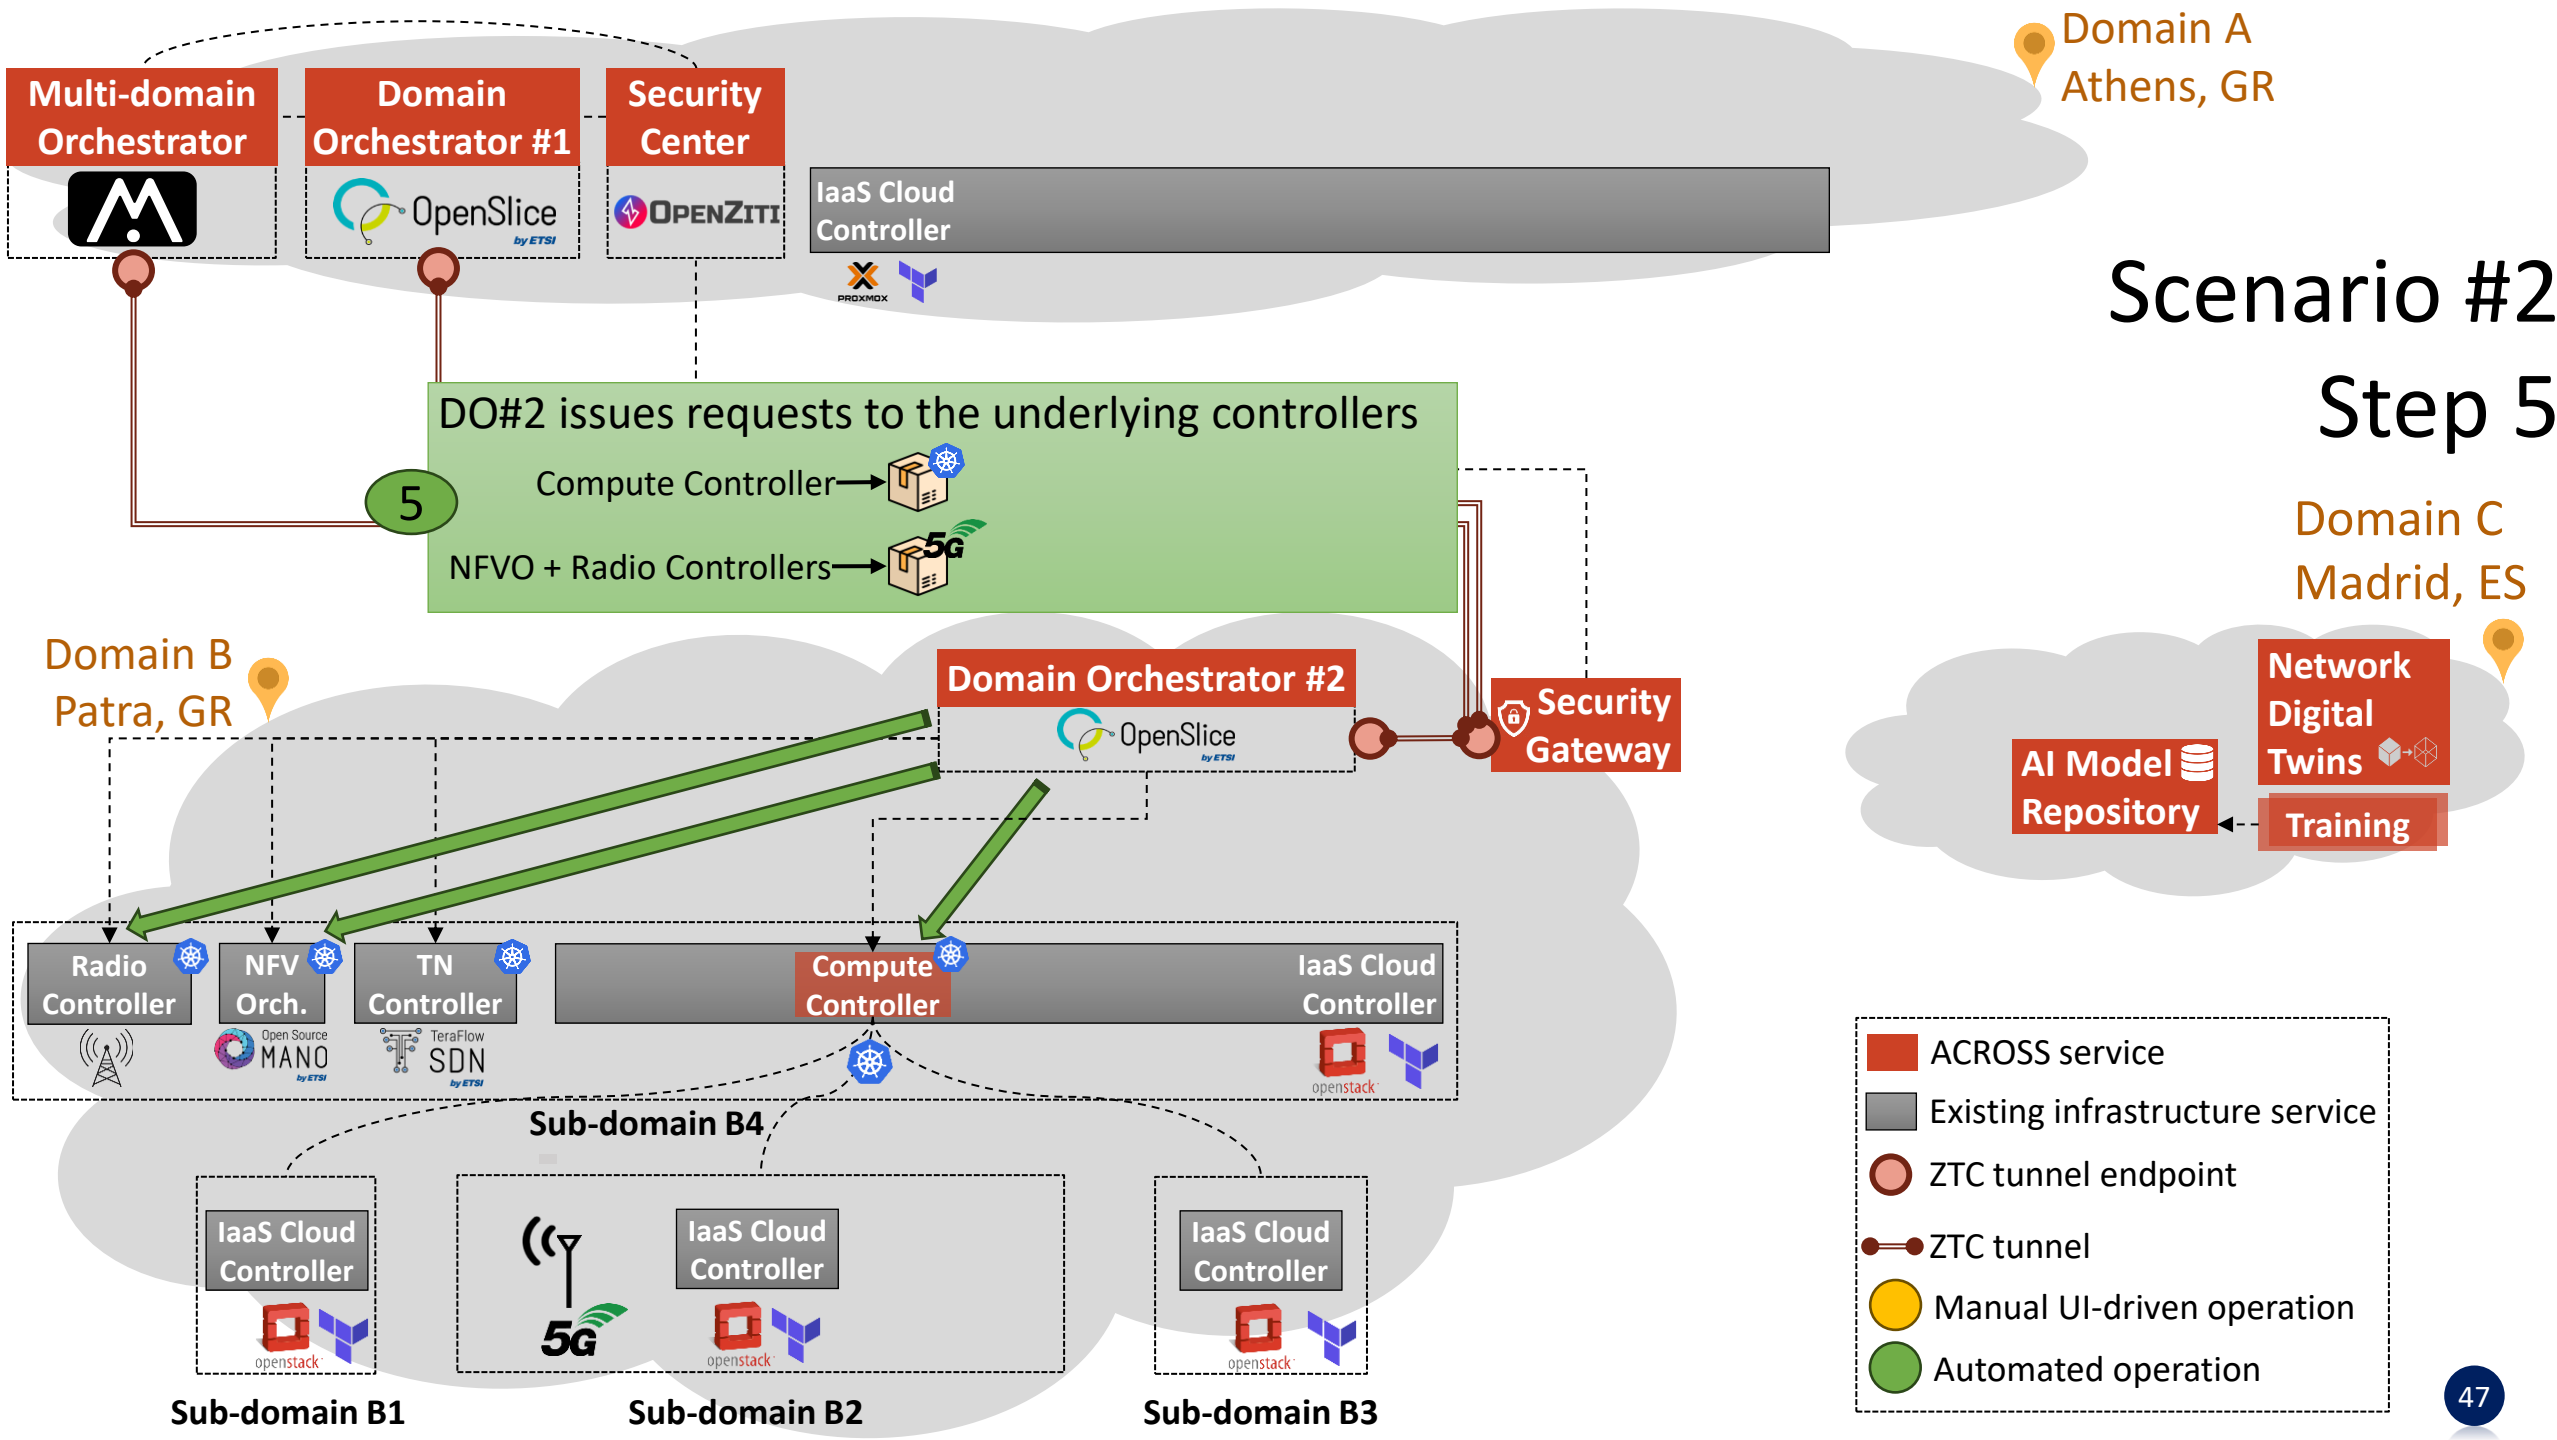 Domain A
Athens, GR
Multi-domain
Orchestrator
Domain
Orchestrator #1
Security
Center
OpenSlice
by ETSI
OPENZITI
IaaS Cloud
Controller
PROXMOX
Scenario #2
Step 5
DO#2 issues requests to the underlying controllers
Compute Controller
5
NFVO + Radio Controllers
5G
Domain C
Madrid, ES
Domain B
Patra, GR
Domain Orchestrator #2
OpenSlice
by ETSI
Security
Gateway
Network
Digital
Twins
AI Model
Repository
Training
Radio
Controller
NFV
Orch.
TN
Controller
Compute
Controller
IaaS Cloud
Controller
Open Source
MANO
by ETSI
TeraFlow
SDN
by ETSI
openstack
Sub-domain B4
IaaS Cloud
Controller
openstack
Sub-domain B1
5G
IaaS Cloud
Controller
openstack
Sub-domain B2
IaaS Cloud
Controller
openstack
Sub-domain B3
ACROSS service
Existing infrastructure service
ZTC tunnel endpoint
ZTC tunnel
Manual UI-driven operation
Automated operation
47